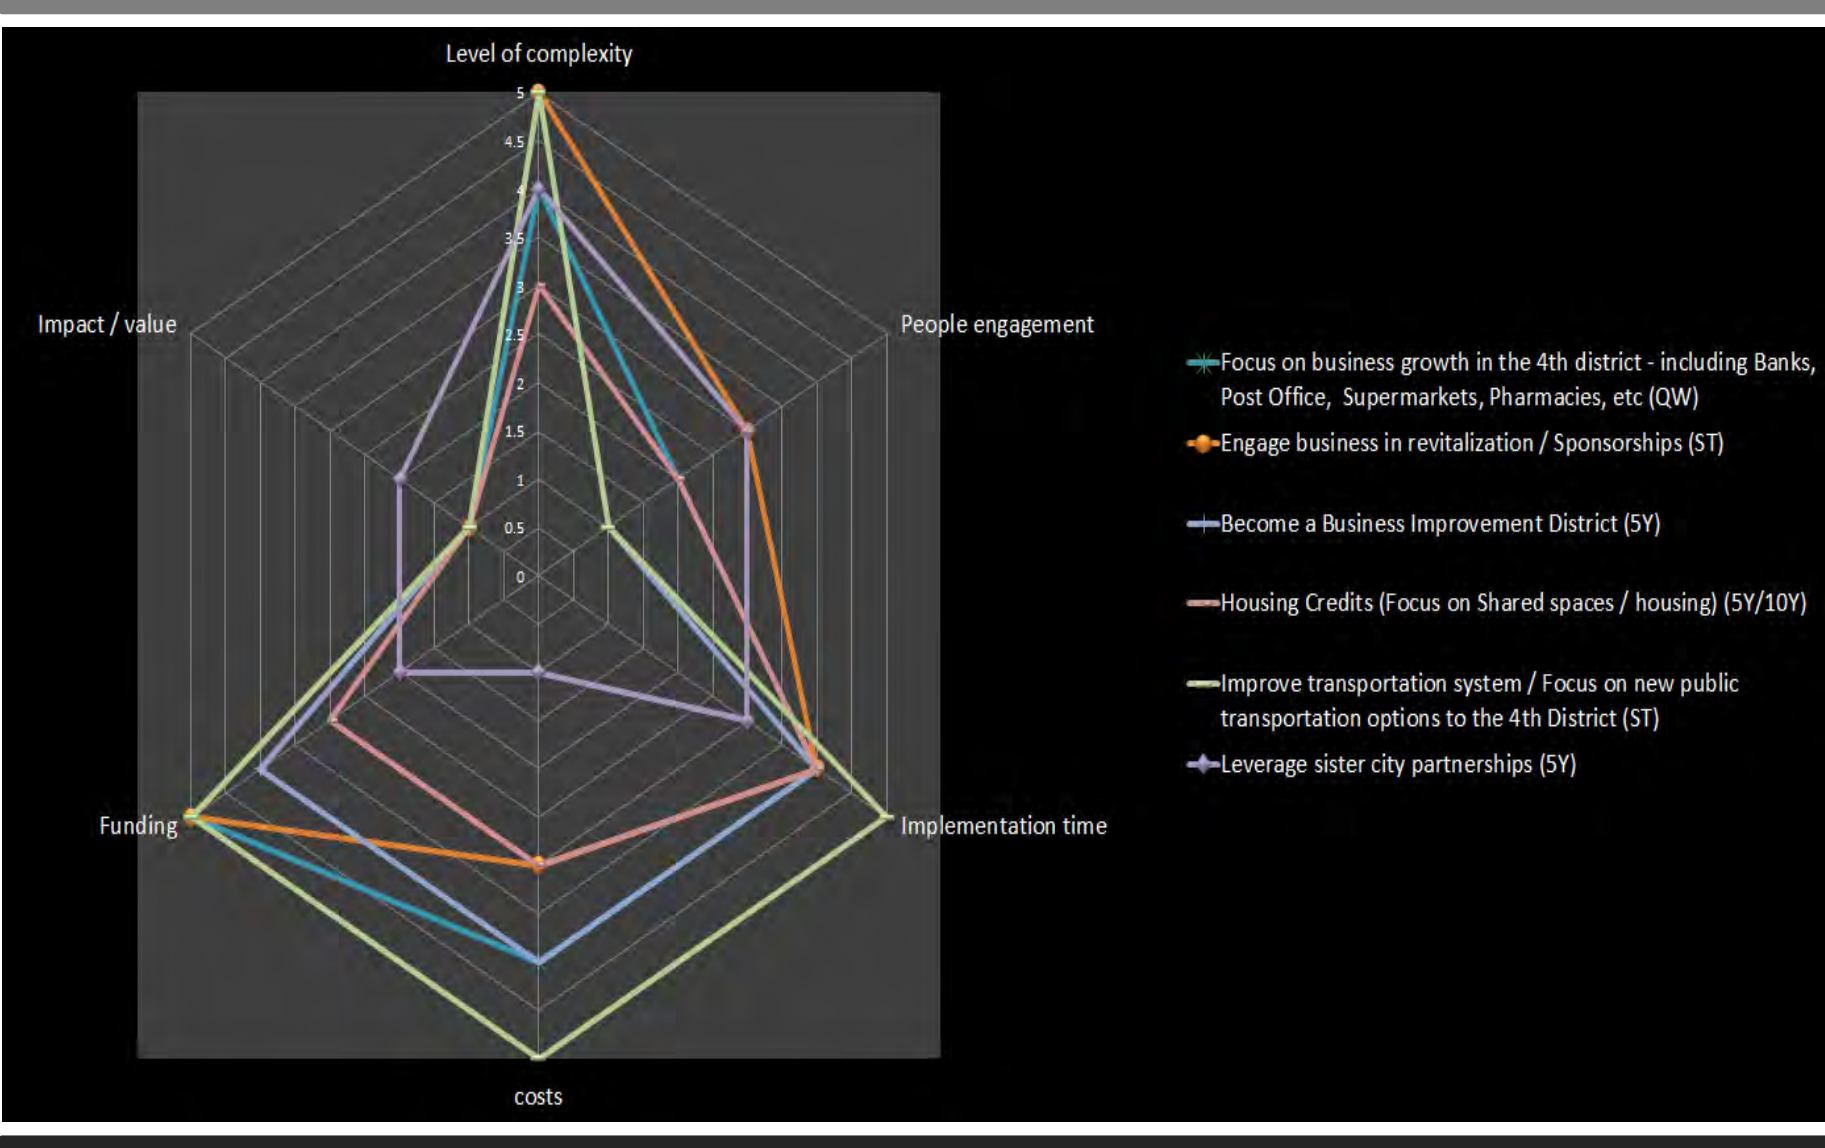 Level of complexity
5
4.5
4
3.5
3
2.5
2
1.5
1
0.5
0
Impact / value
People engagement
Funding
Implementation time
costs
Focus on business growth in the 4th district - including Banks,
Post Office, Supermarkets, Pharmacies, etc (QW)
Engage business in revitalization / Sponsorships (ST)
Become a Business Improvement District (5Y)
Housing Credits (Focus on Shared spaces / housing) (5Y/10Y)
Improve transportation system / Focus on new public
transportation options to the 4th District (ST)
Leverage sister city partnerships (5Y)